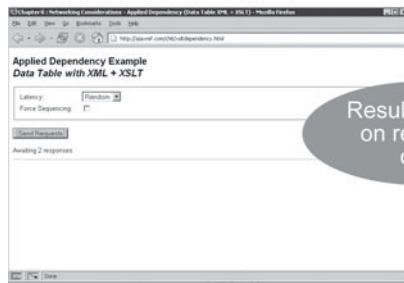 Chapter 6 : Networking Considerations - Applied Dependency (Data Table XML + XSLT) - Mozilla Firefox
File Edit View Go Bookmarks Tools Help
Applied Dependency Example
Data Table with XML + XSLT
Latency: Random
Force Sequencing:
Send Requests
Awaiting 2 responses
Resul
on re
Done